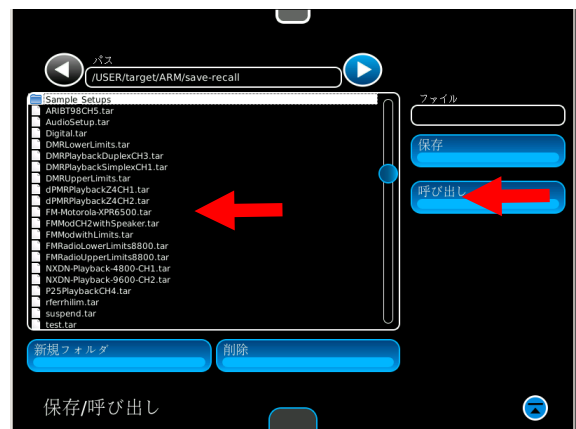 パス
/USER/target/ARM/save-recall
Sample Setups
ARIBT98CH5.tar
AudioSetup.tar
Digital.tar
DMRLowerLimits.tar
DMRPlaybackDuplexCH3.tar
DMRPlaybackSimplexCH1.tar
DMRUpperLimits.tar
dPMRPlaybackZ4CH1.tar
dPMRPlaybackZ4CH2.tar
FM-Motorola-XPR6500.tar
FMModCH2withSpeaker.tar
FMModwithLimits.tar
FMRadioLowerLimits8800.tar
FMRadioUpperLimits8800.tar
NXDN-Playback-4800-CH1.tar
NXDN-Playback-9600-CH2.tar
P25PlaybackCH4.tar
rferrhilim.tar
suspend.tar
test.tar
ファイル
保存
呼び出し
新規フォルダ
削除
保存/呼び出し